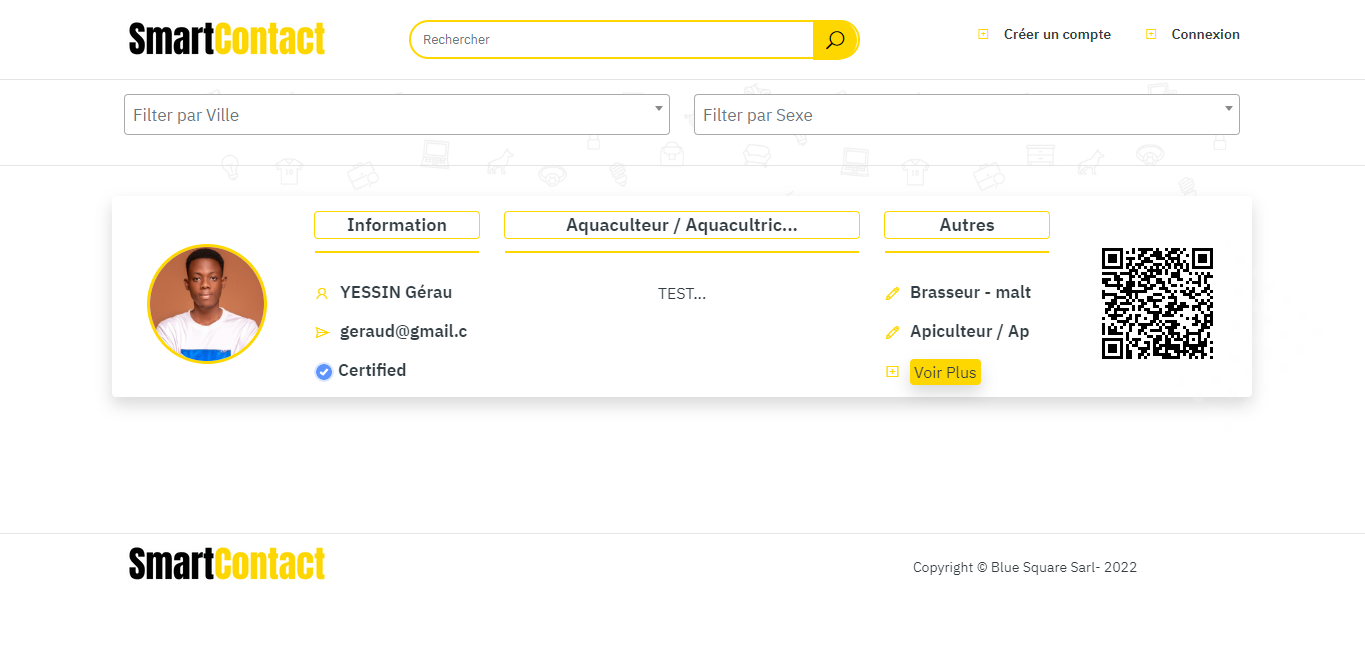 SmartContact
Rechercher
Créer un compte
Connexion
Filter par Ville
Filter par Sexe
Information
YESSIN Gérau
geraud@gmail.c
Certified
Aquaculteur / Aquacultric...
TEST...
Autres
Brasseur - malt
Apiculteur / Ap
Voir Plus
SmartContact
Copyright © Blue Square Sarl- 2022